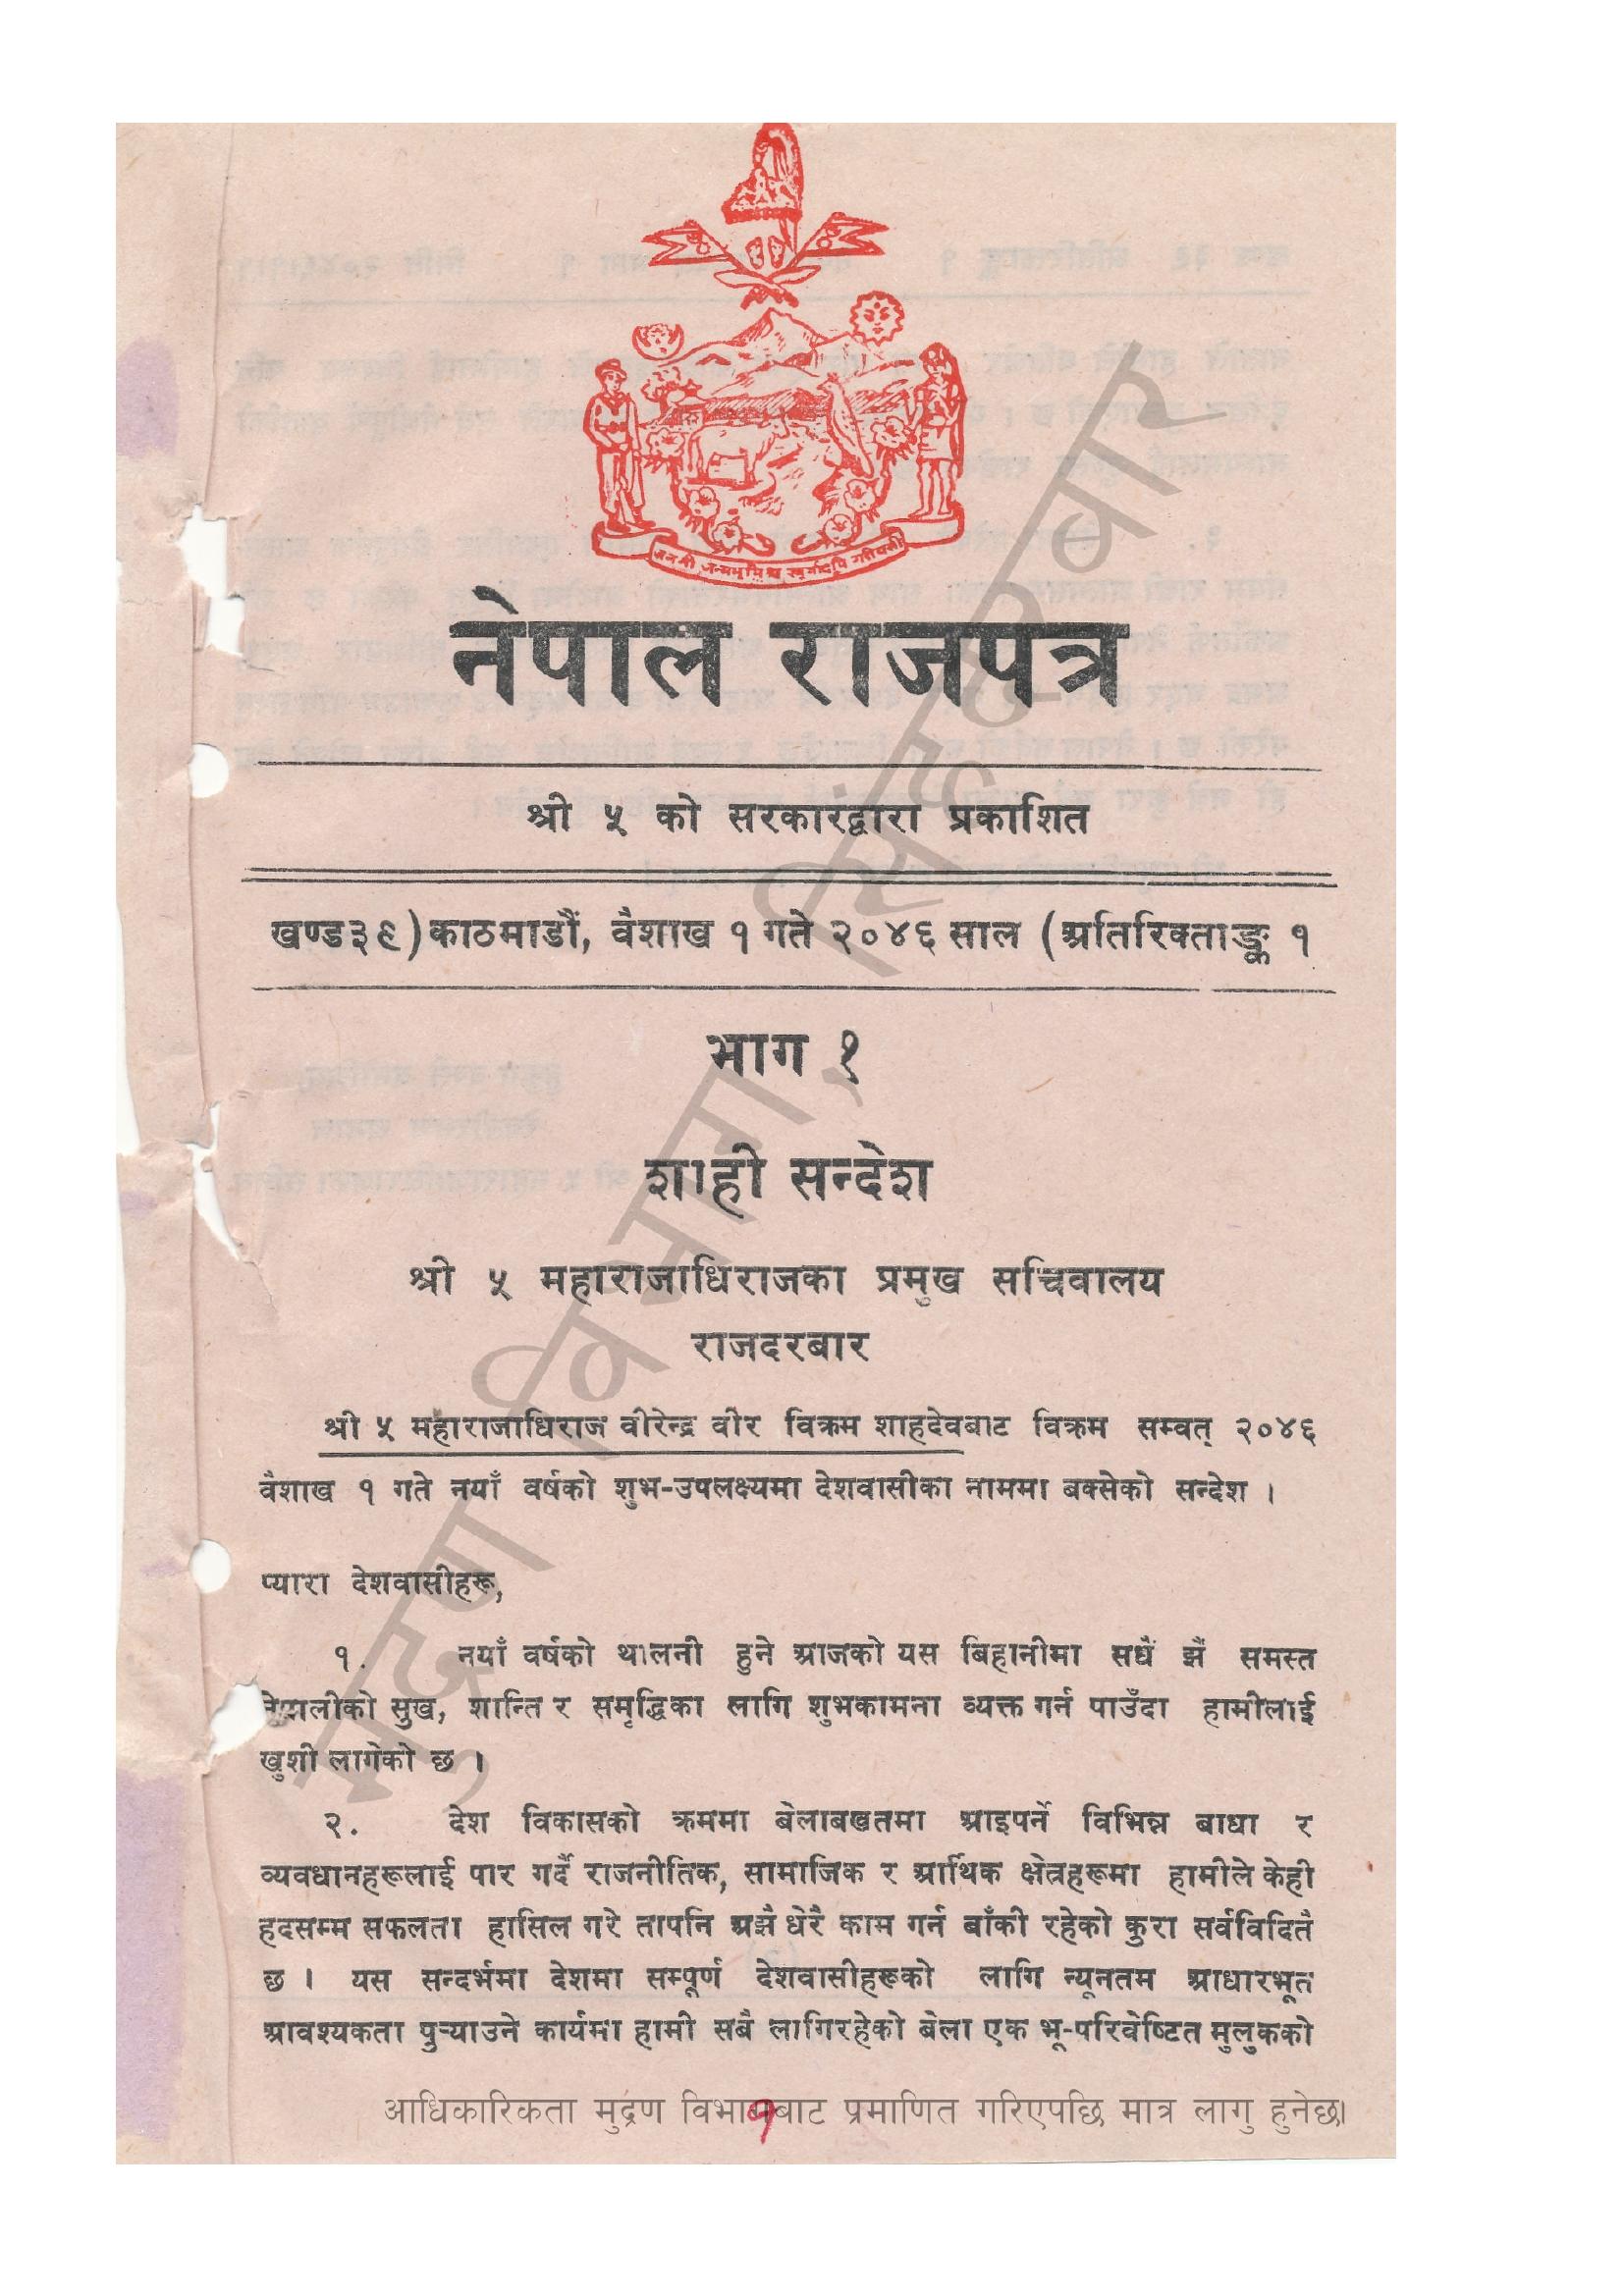 जननी जन्मभूमिश्च स्वर्गादपि गरीयसी
नेपाल राजपत्र
श्री ५ को सरकारद्वारा प्रकाशित
खण्ड ३९) काठमाडौं, वैशाख १ गते २०४६ साल (अतिरिक्ताङ्क १
भाग १
शाही सन्देश
श्री ५ महाराजाधिराजका प्रमुख सचिवालय
राजदरबार
श्री ५ महाराजाधिराज वीरेन्द्र वीर विक्रम शाहदेवबाट विक्रम सम्वत् २०४६
वैशाख १ गते नयाँ वर्षको शुभ-उपलक्ष्यमा देशवासीका नाममा बक्सेको सन्देश ।
प्यारा देशवासीहरू,
१. नयाँ वर्षको थालनी हुने आजको यस बिहानीमा सधैं झैं समस्त
नेपालीको सुख, शान्ति र समृद्धिका लागि शुभकामना व्यक्त गर्न पाउँदा हामीलाई
खुशी लागेको छ ।
२. देश विकासको क्रममा बेलाबखतमा आइपर्ने विभिन्न बाधा र
व्यवधानहरूलाई पार गर्दै राजनीतिक, सामाजिक र आर्थिक क्षेत्रहरूमा हामीले केही
हदसम्म सफलता हासिल गरे तापनि अझै धेरै काम गर्न बाँकी रहेको कुरा सर्वविदितै
छ । यस सन्दर्भमा देशमा सम्पूर्ण देशवासीहरूको लागि न्यूनतम आधारभूत
आवश्यकता पुऱ्याउने कार्यमा हामी सबै लागिरहेको बेला एक भू-परिवेष्टित मुलुकको
आधिकारिकता मुद्रण विभागबाट प्रमाणित गरिएपछि मात्र लागु हुनेछ।
१
मुद्रण विभाग, सिंहदरवार